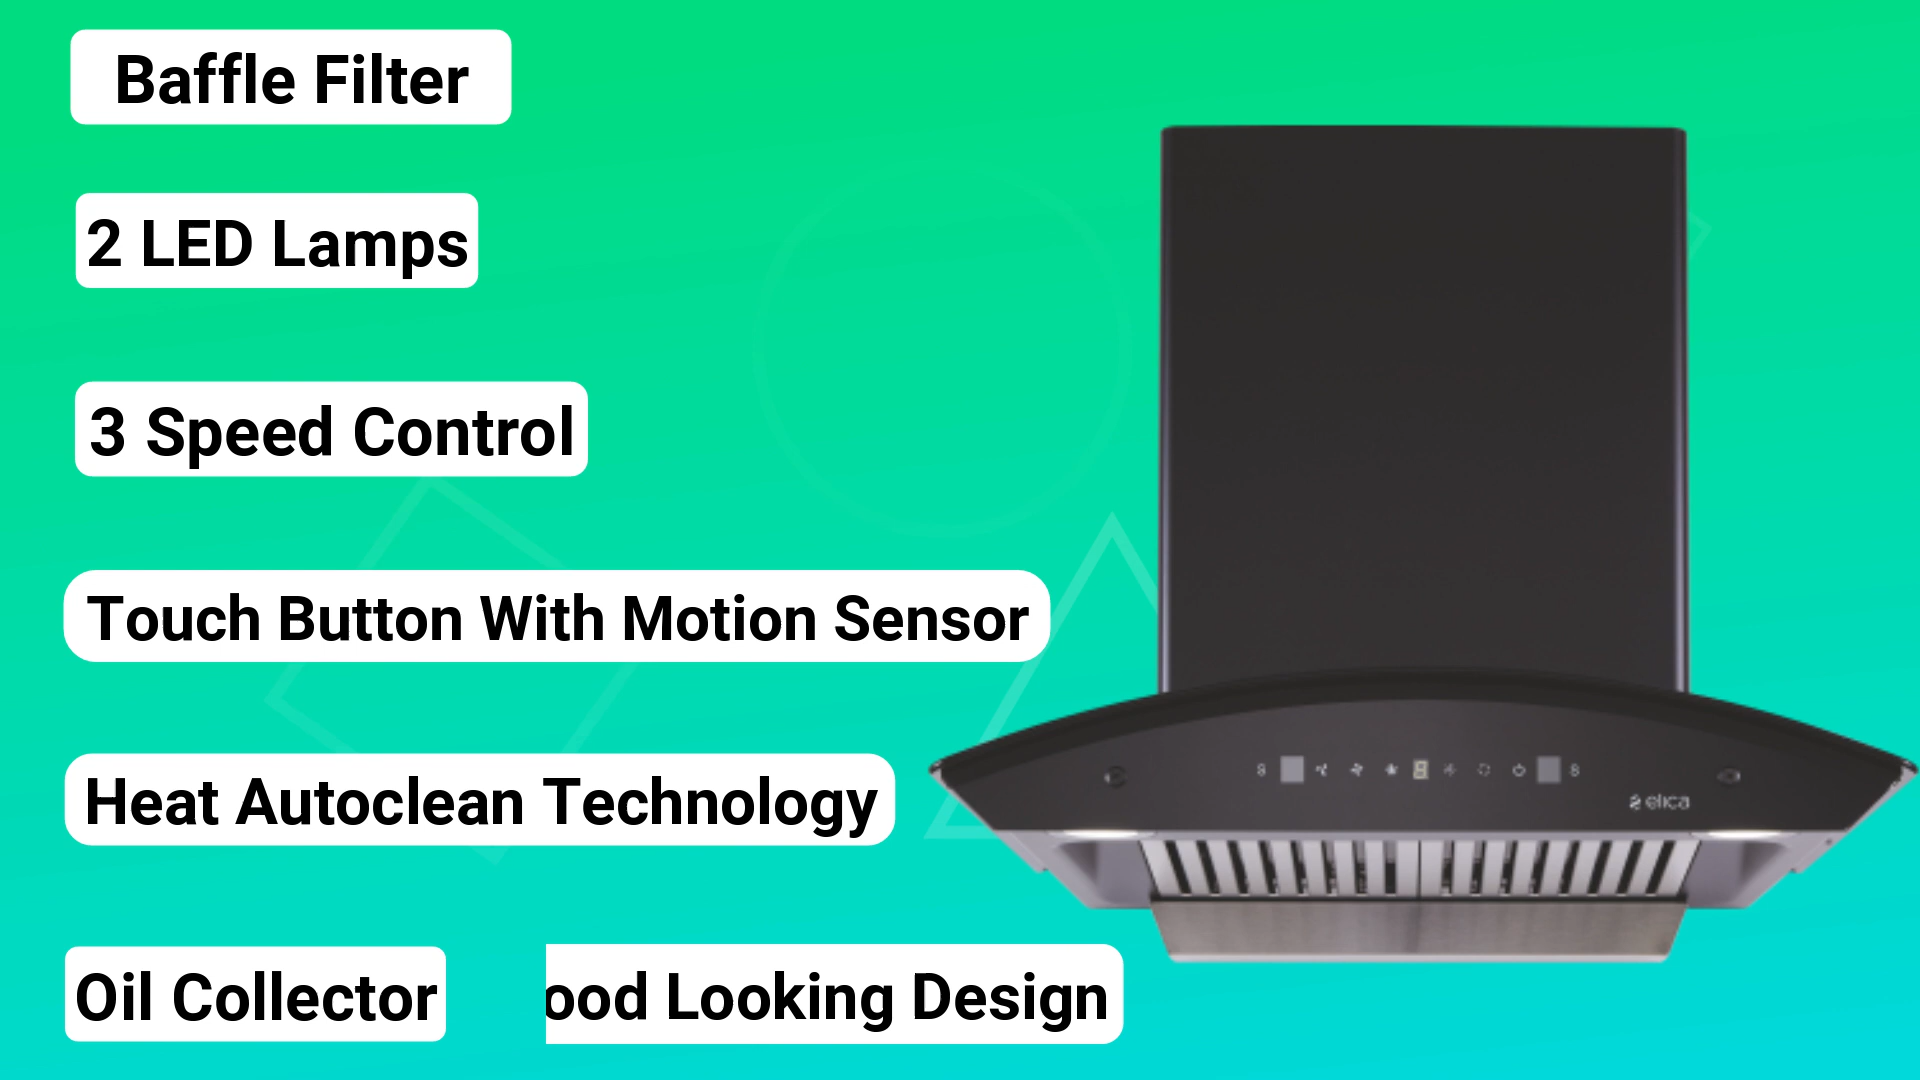 Baffle Filter
2 LED Lamps
3 Speed Control
Touch Button With Motion Sensor
Heat Autoclean Technology
elica
Oil Collector
ood Looking Design